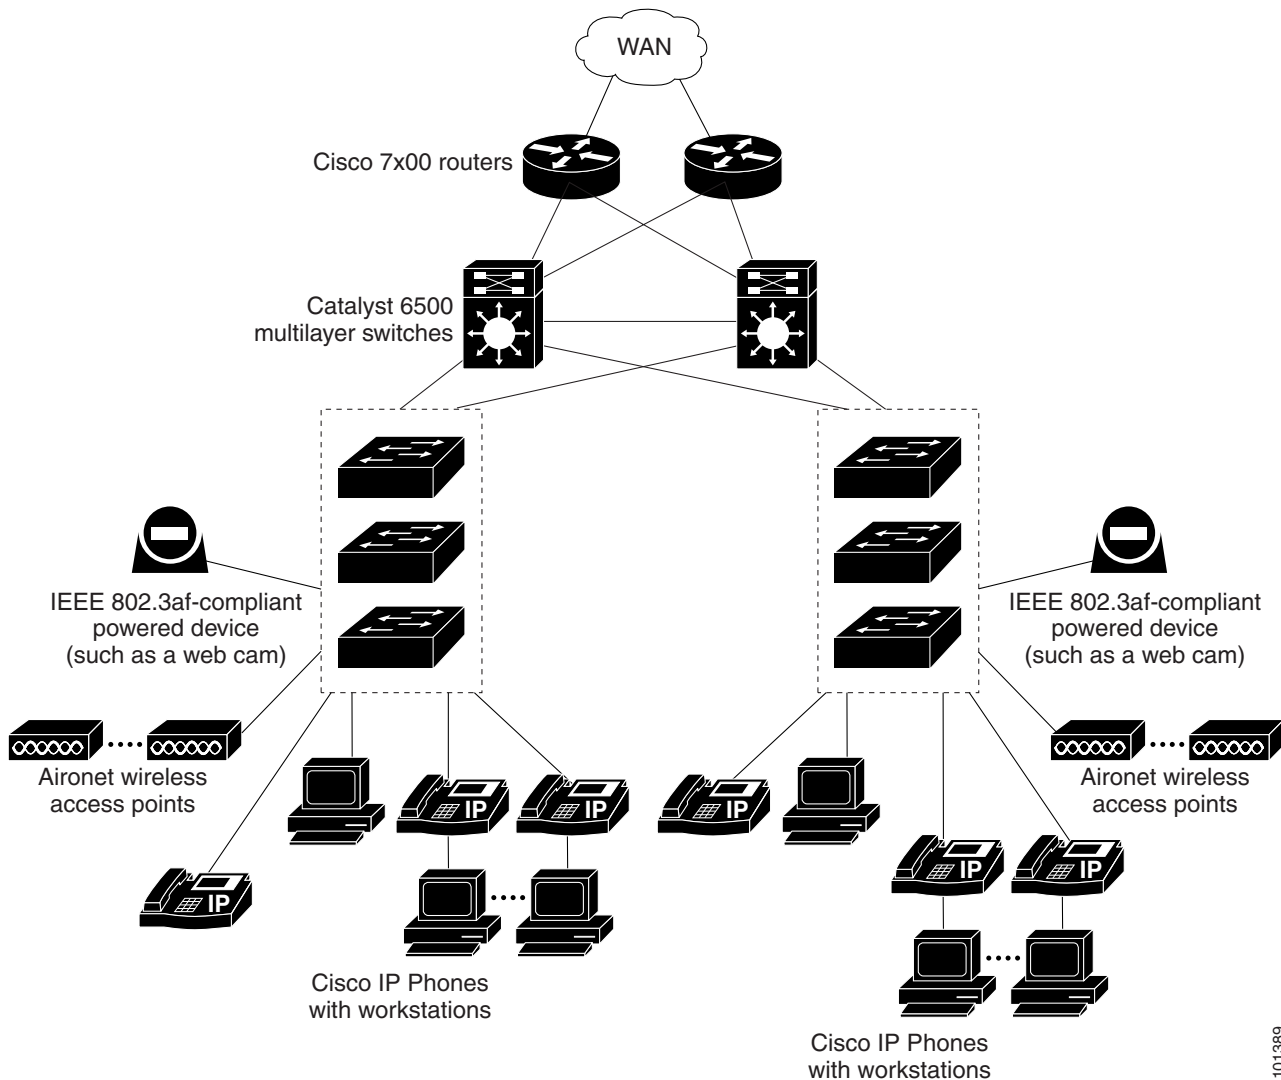 WAN
Cisco 7x00 routers
Catalyst 6500
multilayer switches
IEEE 802.3af-compliant
powered device
(such as a web cam)
IEEE 802.3af-compliant
powered device
(such as a web cam)
Aironet wireless
access points
Aironet wireless
access points
IP
IP
IP
IP
IP
IP
Cisco IP Phones
with workstations
Cisco IP Phones
with workstations
101389